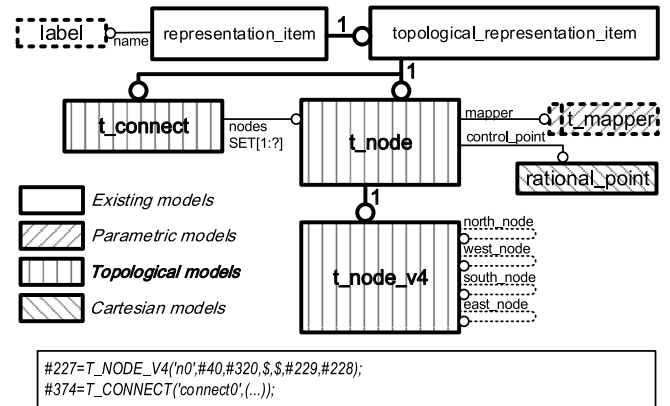 label
name
representation_item
1
topological_representation_item
1
t_connect
nodes
SET[1:?]
t_node
mapper
control_point
t_mapper
rational_point
1
Existing models
Parametric models
Topological models
Cartesian models
t_node_v4
north_node
west_node
south_node
east_node
#227=T_NODE_V4('n0',#40,#320,$,$,#229,#228);
#374=T_CONNECT('connect0',(...));